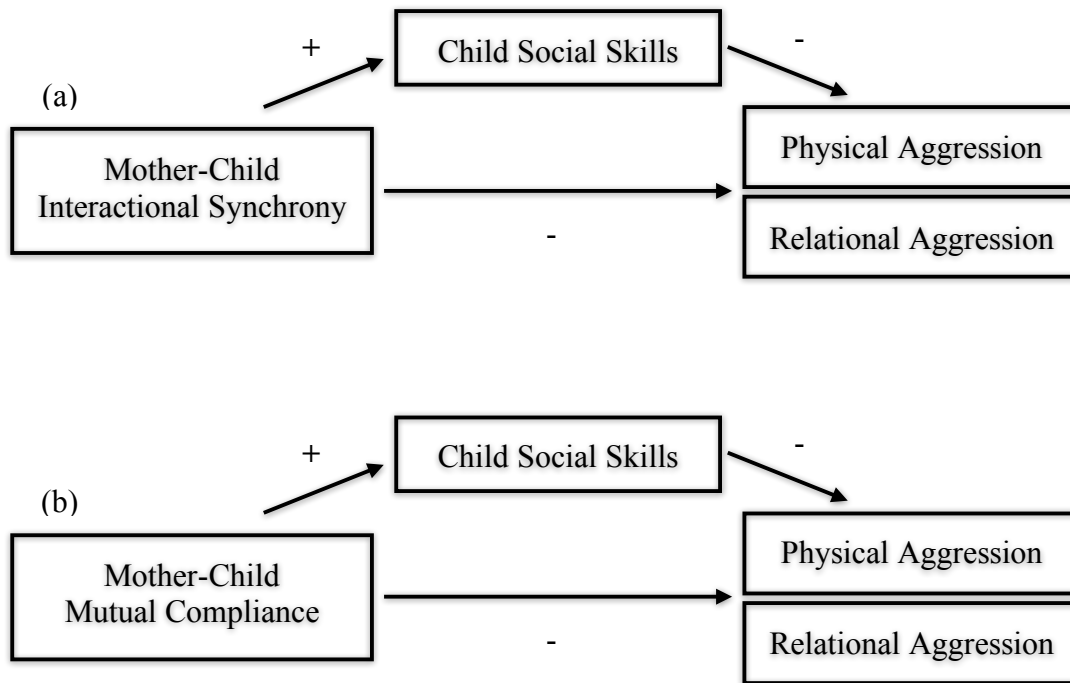 +
Child Social Skills
-
(a)
Mother-Child
Interactional Synchrony
-
Physical Aggression
Relational Aggression
+
Child Social Skills
-
(b)
Mother-Child
Mutual Compliance
-
Physical Aggression
Relational Aggression